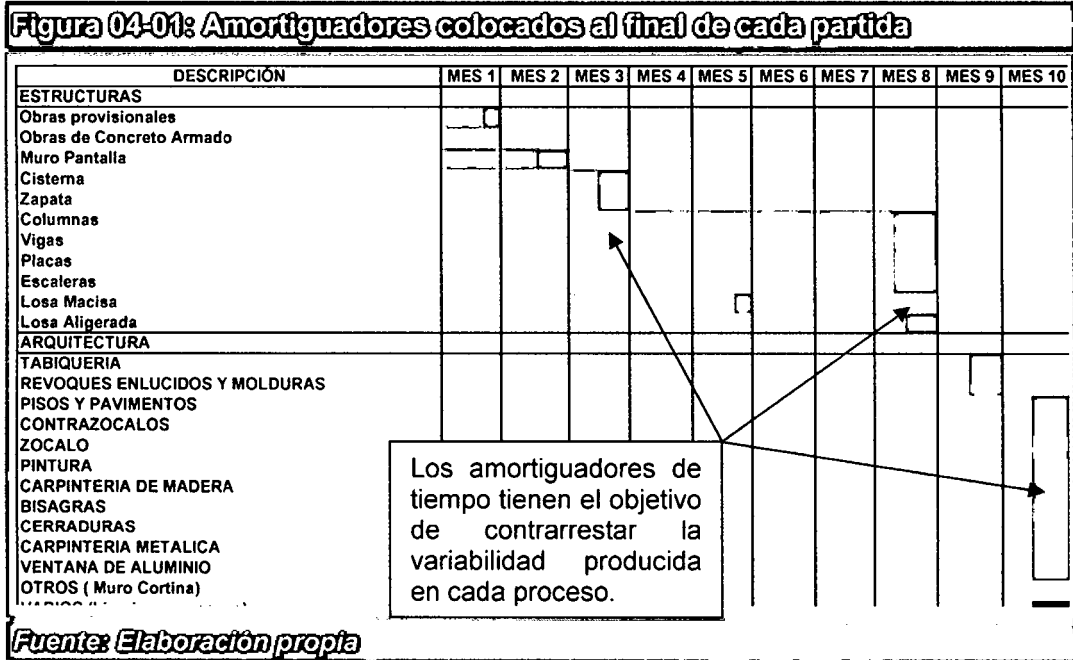 Figura 04-01: Amortiguadores colocados al final de cada partida
DESCRIPCIÓN MES 1 MES 2 MES 3 MES 4 MES 5 MES 6 MES 7 MES 8 MES 9 MES 10
ESTRUCTURAS
Obras provisionales
Obras de Concreto Armado
Muro Pantalla
Cisterna
Zapata
Columnas
Vigas
Placas
Escaleras
Losa Macisa
Losa Aligerada
ARQUITECTURA
TABIQUERIA
REVOQUES ENLUCIDOS Y MOLDURAS
PISOS Y PAVIMENTOS
CONTRAZOCALOS
ZOCALO
PINTURA
CARPINTERIA DE MADERA
BISAGRAS
CERRADURAS
CARPINTERIA METALICA
VENTANA DE ALUMINIO
OTROS ( Muro Cortina)
Los amortiguadores de
tiempo tienen el objetivo
de contrarrestar la
variabilidad producida
en cada proceso.
Fuente: Elaboración propia